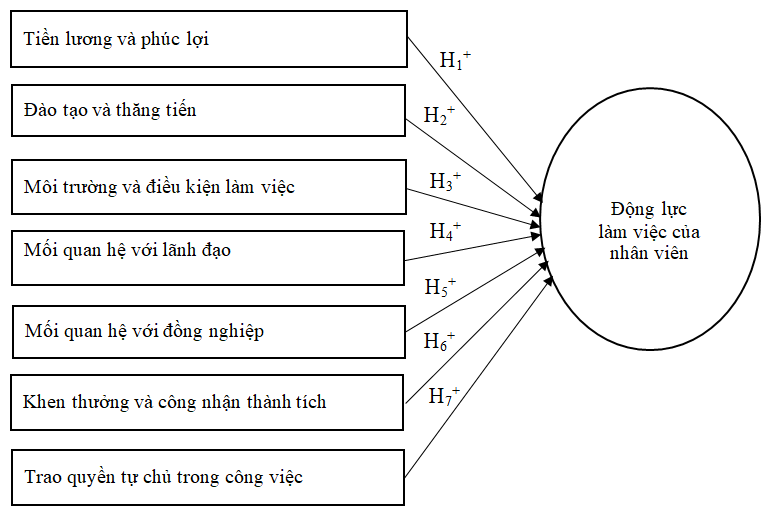 Tiền lương và phúc lợi
H₁⁺
Đào tạo và thăng tiến
H₂⁺
Môi trường và điều kiện làm việc
H₃⁺
Mối quan hệ với lãnh đạo
H₄⁺
Mối quan hệ với đồng nghiệp
H₅⁺
Khen thưởng và công nhận thành tích
H₆⁺
Trao quyền tự chủ trong công việc
H₇⁺
Động lực
làm việc của
nhân viên